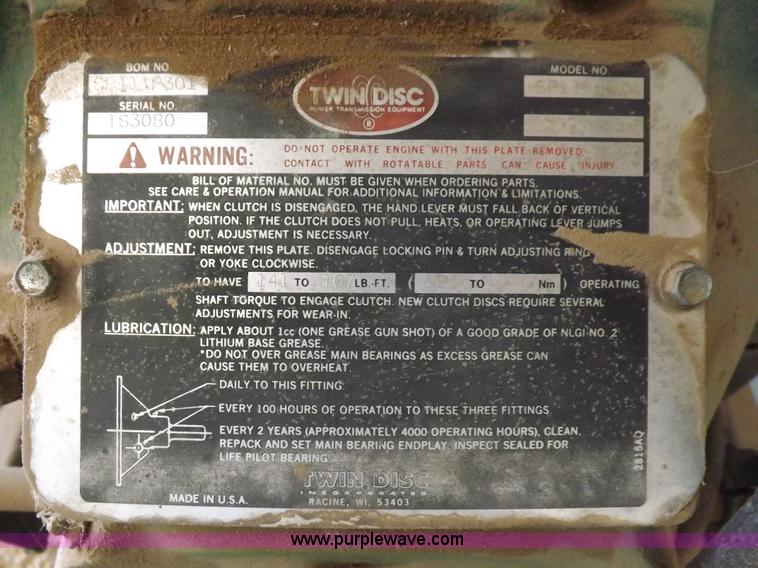 BOM NO.
MODEL NO.
TWIN DISC
POWER TRANSMISSION EQUIPMENT
®
SERIAL NO.
1S3080
WARNING: DO NOT OPERATE ENGINE WITH THIS PLATE REMOVED
CONTACT WITH ROTATABLE PARTS CAN CAUSE INJURY
BILL OF MATERIAL NO. MUST BE GIVEN WHEN ORDERING PARTS.
SEE CARE & OPERATION MANUAL FOR ADDITIONAL INFORMATION & LIMITATIONS.
IMPORTANT: WHEN CLUTCH IS DISENGAGED, THE HAND LEVER MUST FALL BACK OF VERTICAL
POSITION. IF THE CLUTCH DOES NOT PULL, HEATS, OR OPERATING LEVER JUMPS
OUT, ADJUSTMENT IS NECESSARY.
ADJUSTMENT: REMOVE THIS PLATE. DISENGAGE LOCKING PIN & TURN ADJUSTING RING
OR YOKE CLOCKWISE.
TO HAVE 141 TO LB.-FT. ( TO Nm) OPERATING
SHAFT TORQUE TO ENGAGE CLUTCH. NEW CLUTCH DISCS REQUIRE SEVERAL
ADJUSTMENTS FOR WEAR-IN.
LUBRICATION: APPLY ABOUT 1cc (ONE GREASE GUN SHOT) OF A GOOD GRADE OF NLGI NO. 2
LITHIUM BASE GREASE.
*DO NOT OVER GREASE MAIN BEARINGS AS EXCESS GREASE CAN
CAUSE THEM TO OVERHEAT.
DAILY TO THIS FITTING.
EVERY 100 HOURS OF OPERATION TO THESE THREE FITTINGS.
EVERY 2 YEARS (APPROXIMATELY 4000 OPERATING HOURS), CLEAN,
REPACK AND SET MAIN BEARING ENDPLAY. INSPECT SEALED FOR
LIFE PILOT BEARING.
2815AQ
TWIN DISC
INCORPORATED
RACINE, WI. 53403
MADE IN U.S.A.
www.purplewave.com